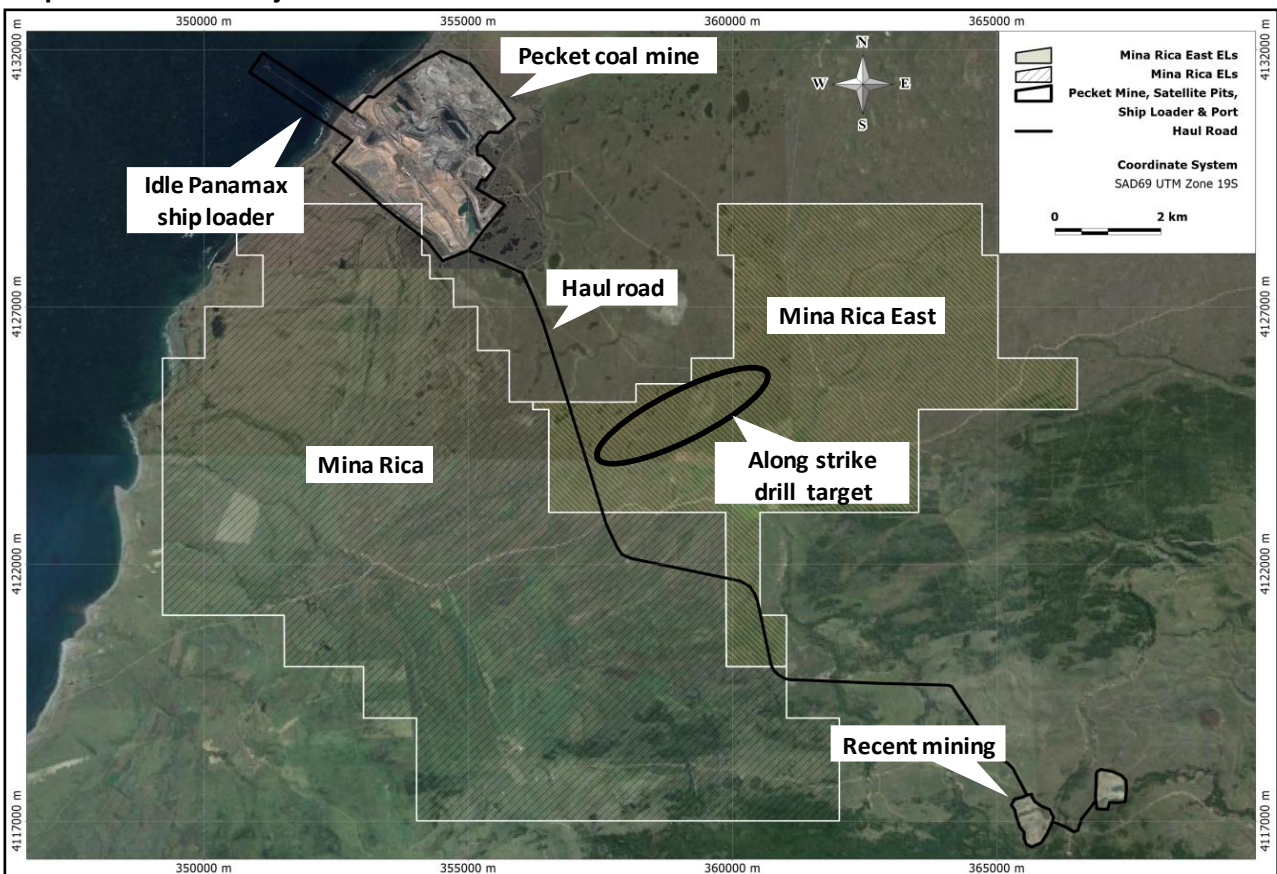 350000 m
355000 m
360000 m
365000 m
4132000 m
4127000 m
4122000 m
4117000 m
Pecket coal mine
N
W
E
S
Mina Rica East ELs
Mina Rica ELs
Pecket Mine, Satellite Pits,
Ship Loader & Port
Haul Road
Coordinate System
SAD69 UTM Zone 19S
0
2 km
4132000 m
4127000 m
4122000 m
4117000 m
Idle Panamax
ship loader
Haul road
Mina Rica East
Mina Rica
Along strike
drill target
Recent mining
350000 m
355000 m
360000 m
365000 m